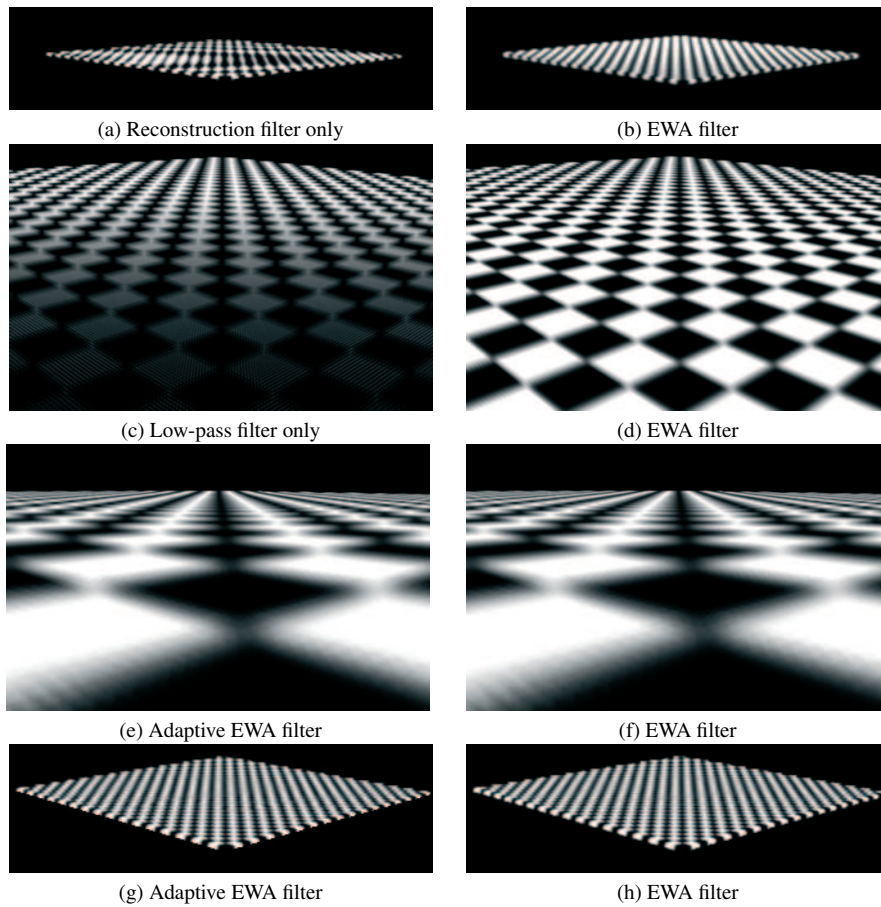 (a) Reconstruction filter only
(b) EWA filter
(c) Low-pass filter only
(d) EWA filter
(e) Adaptive EWA filter
(f) EWA filter
(g) Adaptive EWA filter
(h) EWA filter